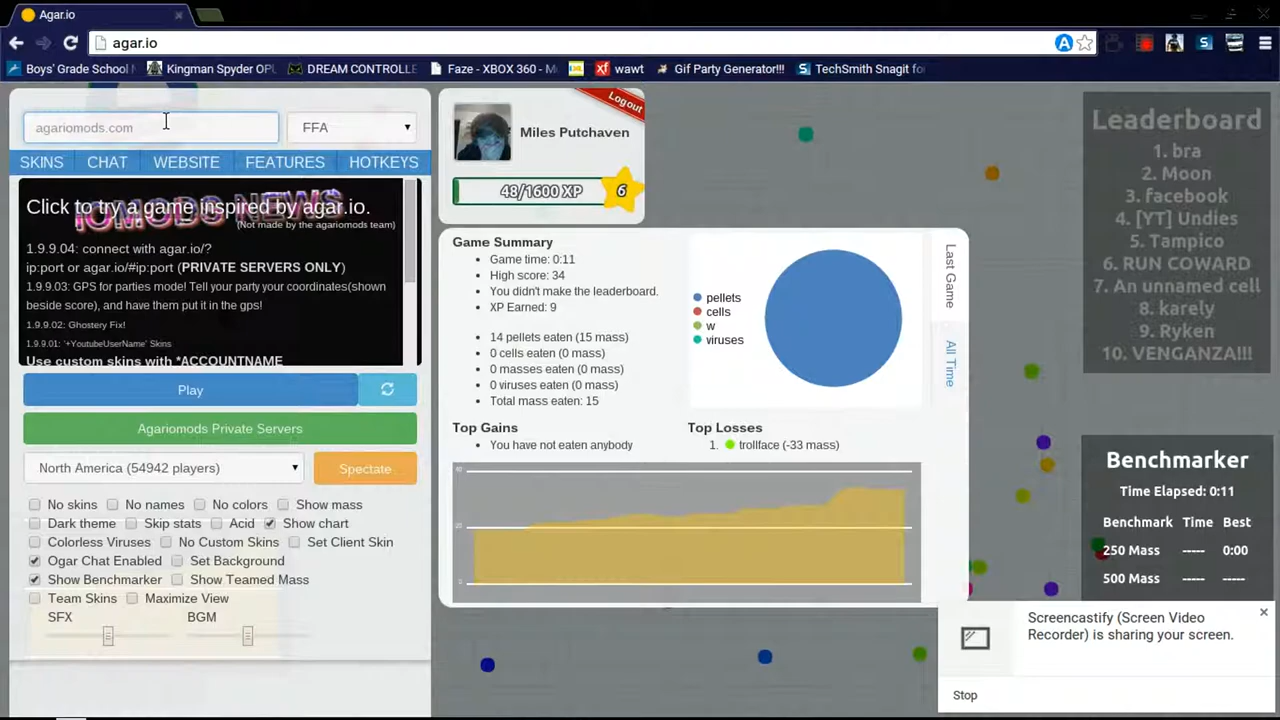 Agar.io
agar.io
Boys' Grade School
Kingman Spyder OPU
DREAM CONTROLLE
Faze - XBOX 360 - M
wawt
Gif Party Generator!!!
TechSmith Snagit for
agariomods.com
FFA
SKINS CHAT WEBSITE FEATURES HOTKEYS
IOMODS NEWS
Click to try a game inspired by agar.io.
(Not made by the agariomods team)
1.9.9.04: connect with agar.io/?
ip:port or agar.io/#ip:port (PRIVATE SERVERS ONLY)
1.9.9.03: GPS for parties mode! Tell your party your coordinates(shown
beside score), and have them put it in the gps!
1.9.9.02: Ghostery Fix!
1.9.9.01: '+YoutubeUserName' Skins
Use custom skins with *ACCOUNTNAME
Play
Agariomods Private Servers
North America (54942 players)
Spectate
No skins No names No colors Show mass
Dark theme Skip stats Acid Show chart
Colorless Viruses No Custom Skins Set Client Skin
Ogar Chat Enabled Set Background
Show Benchmarker Show Teamed Mass
Team Skins Maximize View
SFX BGM
Logout
Miles Putchaven
48/1600 XP
6
Game Summary
Game time: 0:11
High score: 34
You didn't make the leaderboard.
XP Earned: 9
14 pellets eaten (15 mass)
0 cells eaten (0 mass)
0 masses eaten (0 mass)
0 viruses eaten (0 mass)
Total mass eaten: 15
pellets
cells
w
viruses
Last Game
All Time
Top Gains
You have not eaten anybody
Top Losses
1. trollface (-33 mass)
40
20
0
Leaderboard
1. bra
2. Moon
3. facebook
4. [YT] Undies
5. Tampico
6. RUN COWARD
7. An unnamed cell
8. karely
9. Ryken
10. VENGANZA!!!
Benchmarker
Time Elapsed: 0:11
Benchmark Time Best
250 Mass ----- 0:00
500 Mass ----- -----
Screencastify (Screen Video
Recorder) is sharing your screen.
Stop